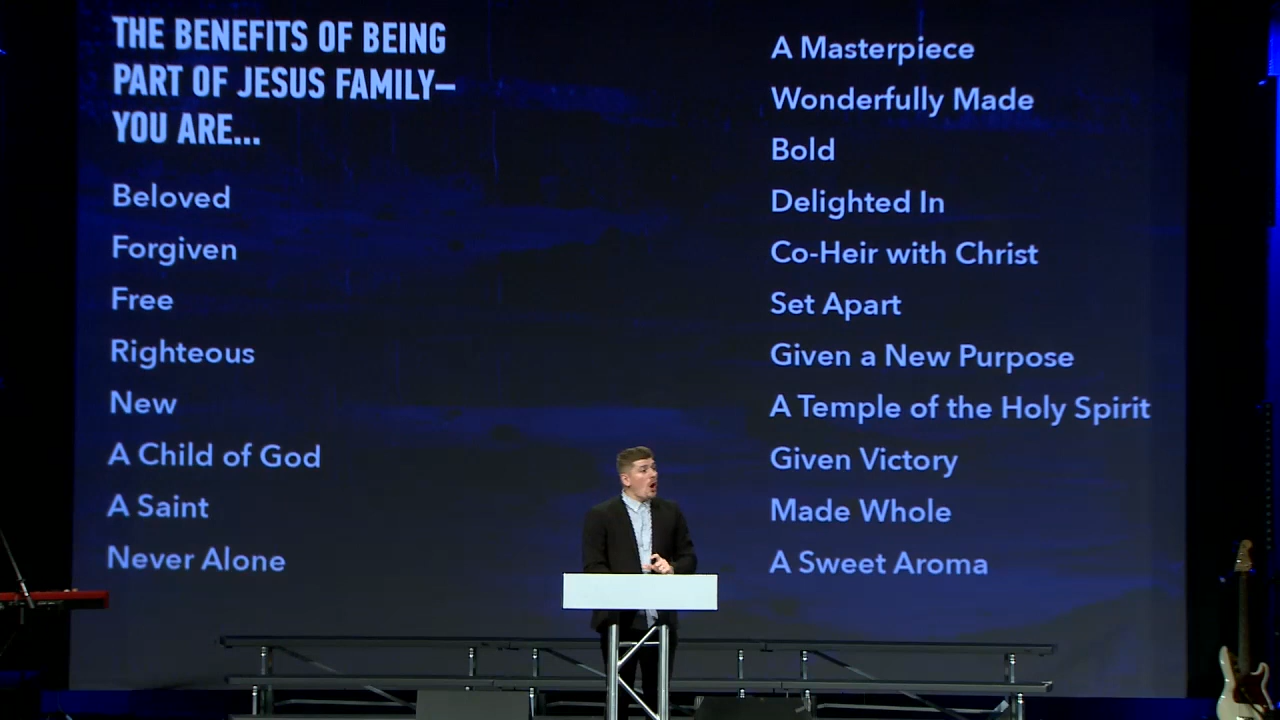 THE BENEFITS OF BEING
PART OF JESUS FAMILY–
YOU ARE...
Beloved
Forgiven
Free
Righteous
New
A Child of God
A Saint
Never Alone
A Masterpiece
Wonderfully Made
Bold
Delighted In
Co-Heir with Christ
Set Apart
Given a New Purpose
A Temple of the Holy Spirit
Given Victory
Made Whole
A Sweet Aroma